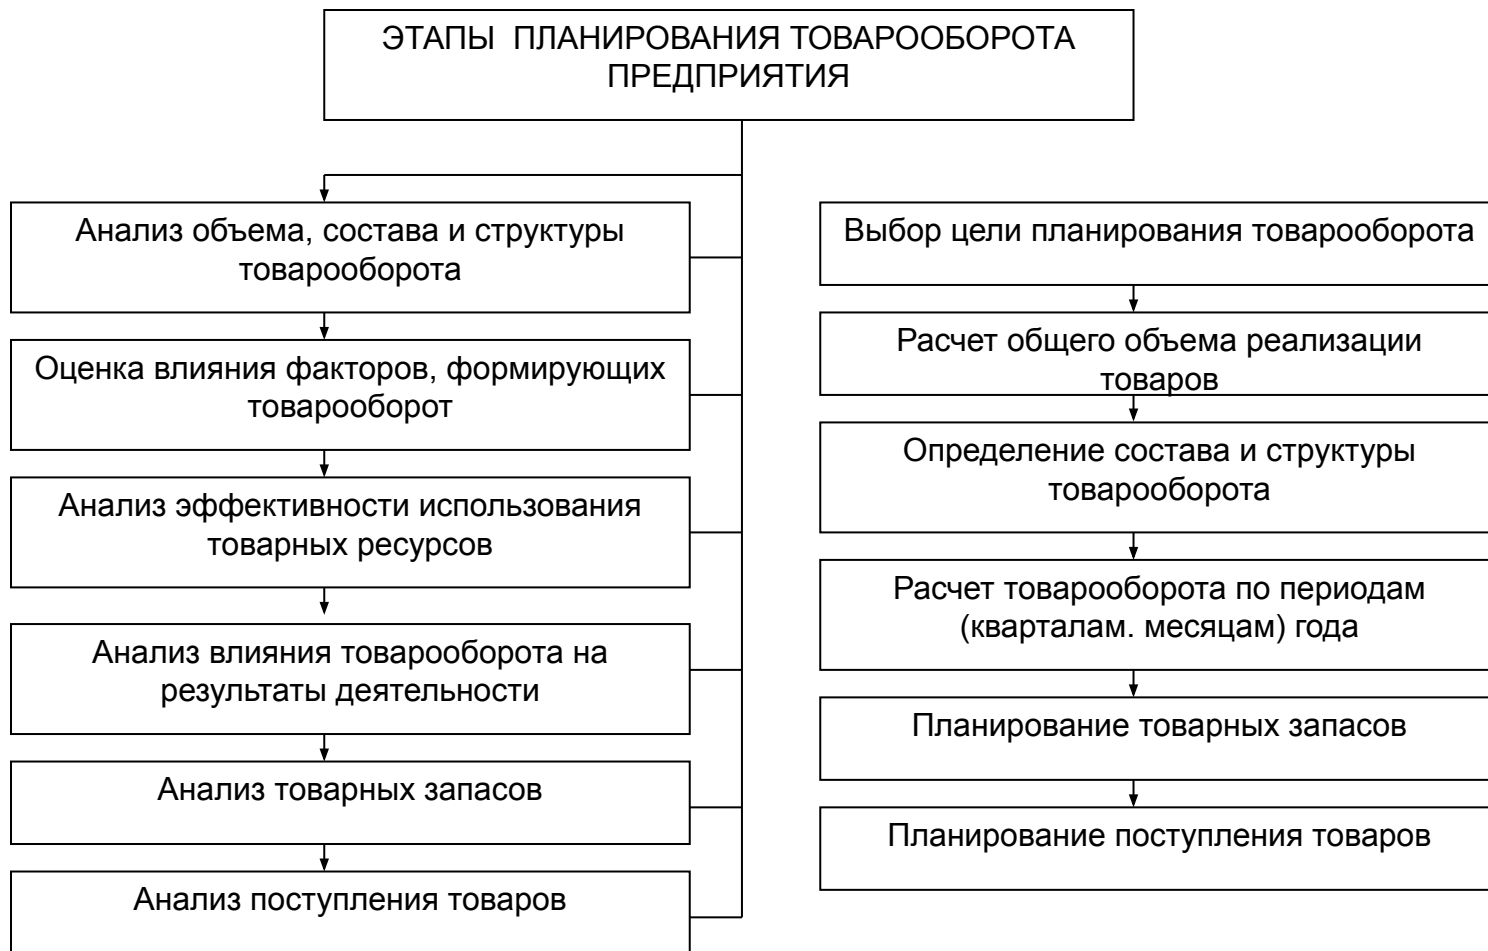 ЭТАПЫ ПЛАНИРОВАНИЯ ТОВАРООБОРОТА
ПРЕДПРИЯТИЯ
Анализ объема, состава и структуры
товарооборота
Оценка влияния факторов, формирующих
товарооборот
Анализ эффективности использования
товарных ресурсов
Анализ влияния товарооборота на
результаты деятельности
Анализ товарных запасов
Анализ поступления товаров
Выбор цели планирования товарооборота
Расчет общего объема реализации
товаров
Определение состава и структуры
товарооборота
Расчет товарооборота по периодам
(кварталам. месяцам) года
Планирование товарных запасов
Планирование поступления товаров